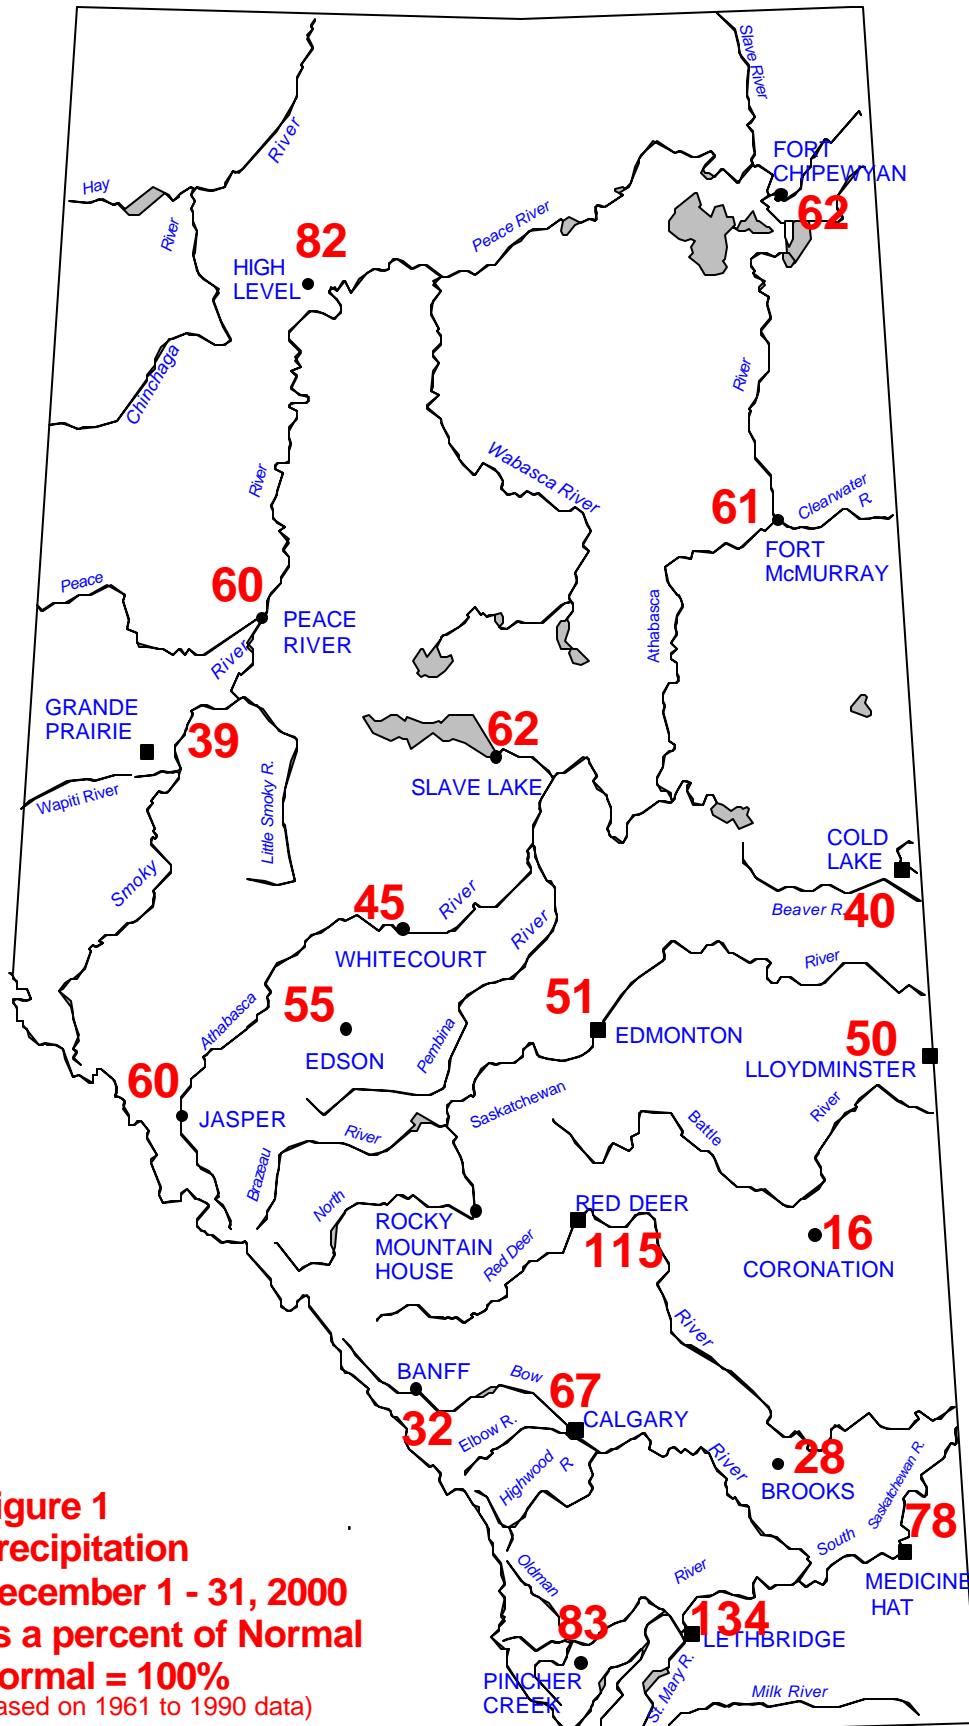 Slave River
FORT
CHIPEWYAN
62
Hay
River
River
Peace River
82
HIGH
LEVEL
Chinchaga
River
River
Wabasca River
61
Clearwater
R.
FORT
McMURRAY
Peace
60
PEACE
RIVER
River
Athabasca
GRANDE
PRAIRIE
39
62
SLAVE LAKE
Wapiti River
Little Smoky R.
Smoky
COLD
LAKE
Beaver R.
40
45
River
WHITECOURT
River
River
55
EDSON
Athabasca
Pembina
51
EDMONTON
50
LLOYDMINSTER
60
JASPER
Saskatchewan
River
Brazeau
River
Battle
North
ROCKY
MOUNTAIN
HOUSE
RED DEER
115
Red Deer
16
CORONATION
River
BANFF
32
Bow
67
CALGARY
Elbow R.
Highwood
R.
River
28
BROOKS
Saskatchewan R.
78
South
MEDICINE
HAT
Oldman
River
83
134
LETHBRIDGE
PINCHER
CREEK
St. Mary R.
Milk River
igure 1
recipitation
ecember 1 - 31, 2000
s a percent of Normal
ormal = 100%
ased on 1961 to 1990 data)